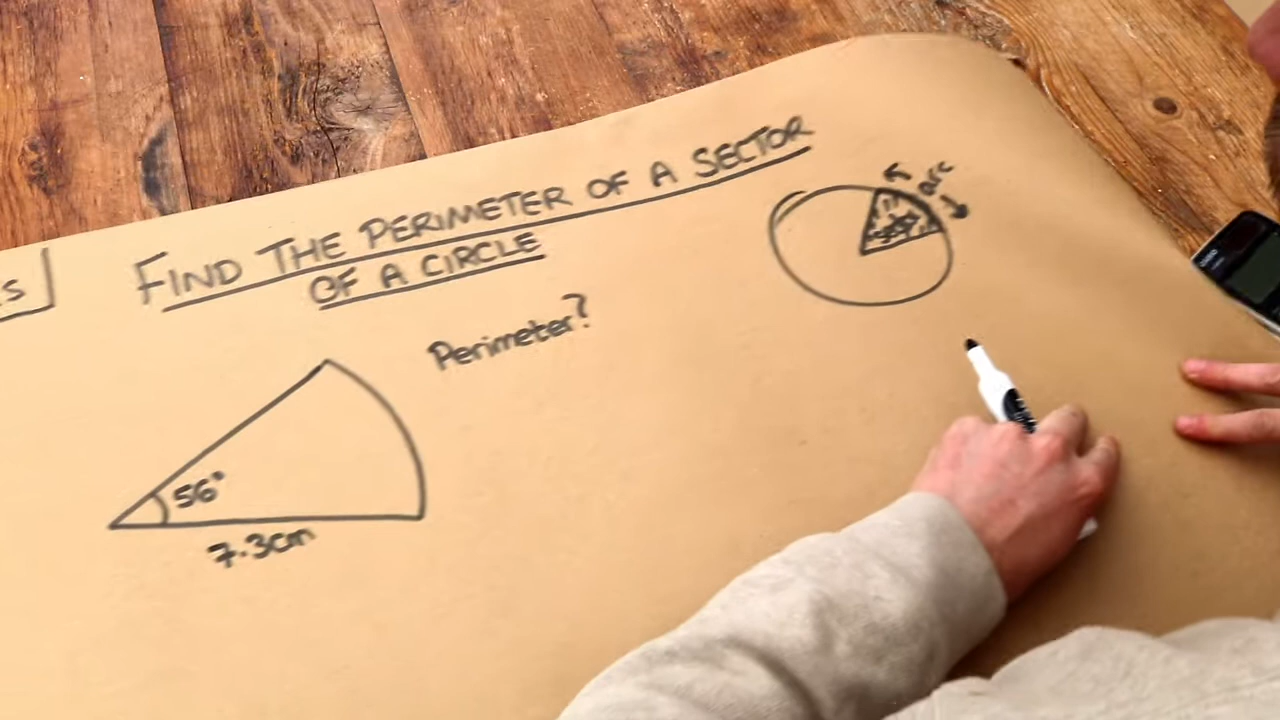 FIND THE PERIMETER OF A SECTOR
OF A CIRCLE
arc
Perimeter?
56°
7.3cm